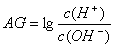 AG = lg c(H⁺)/c(OH⁻)